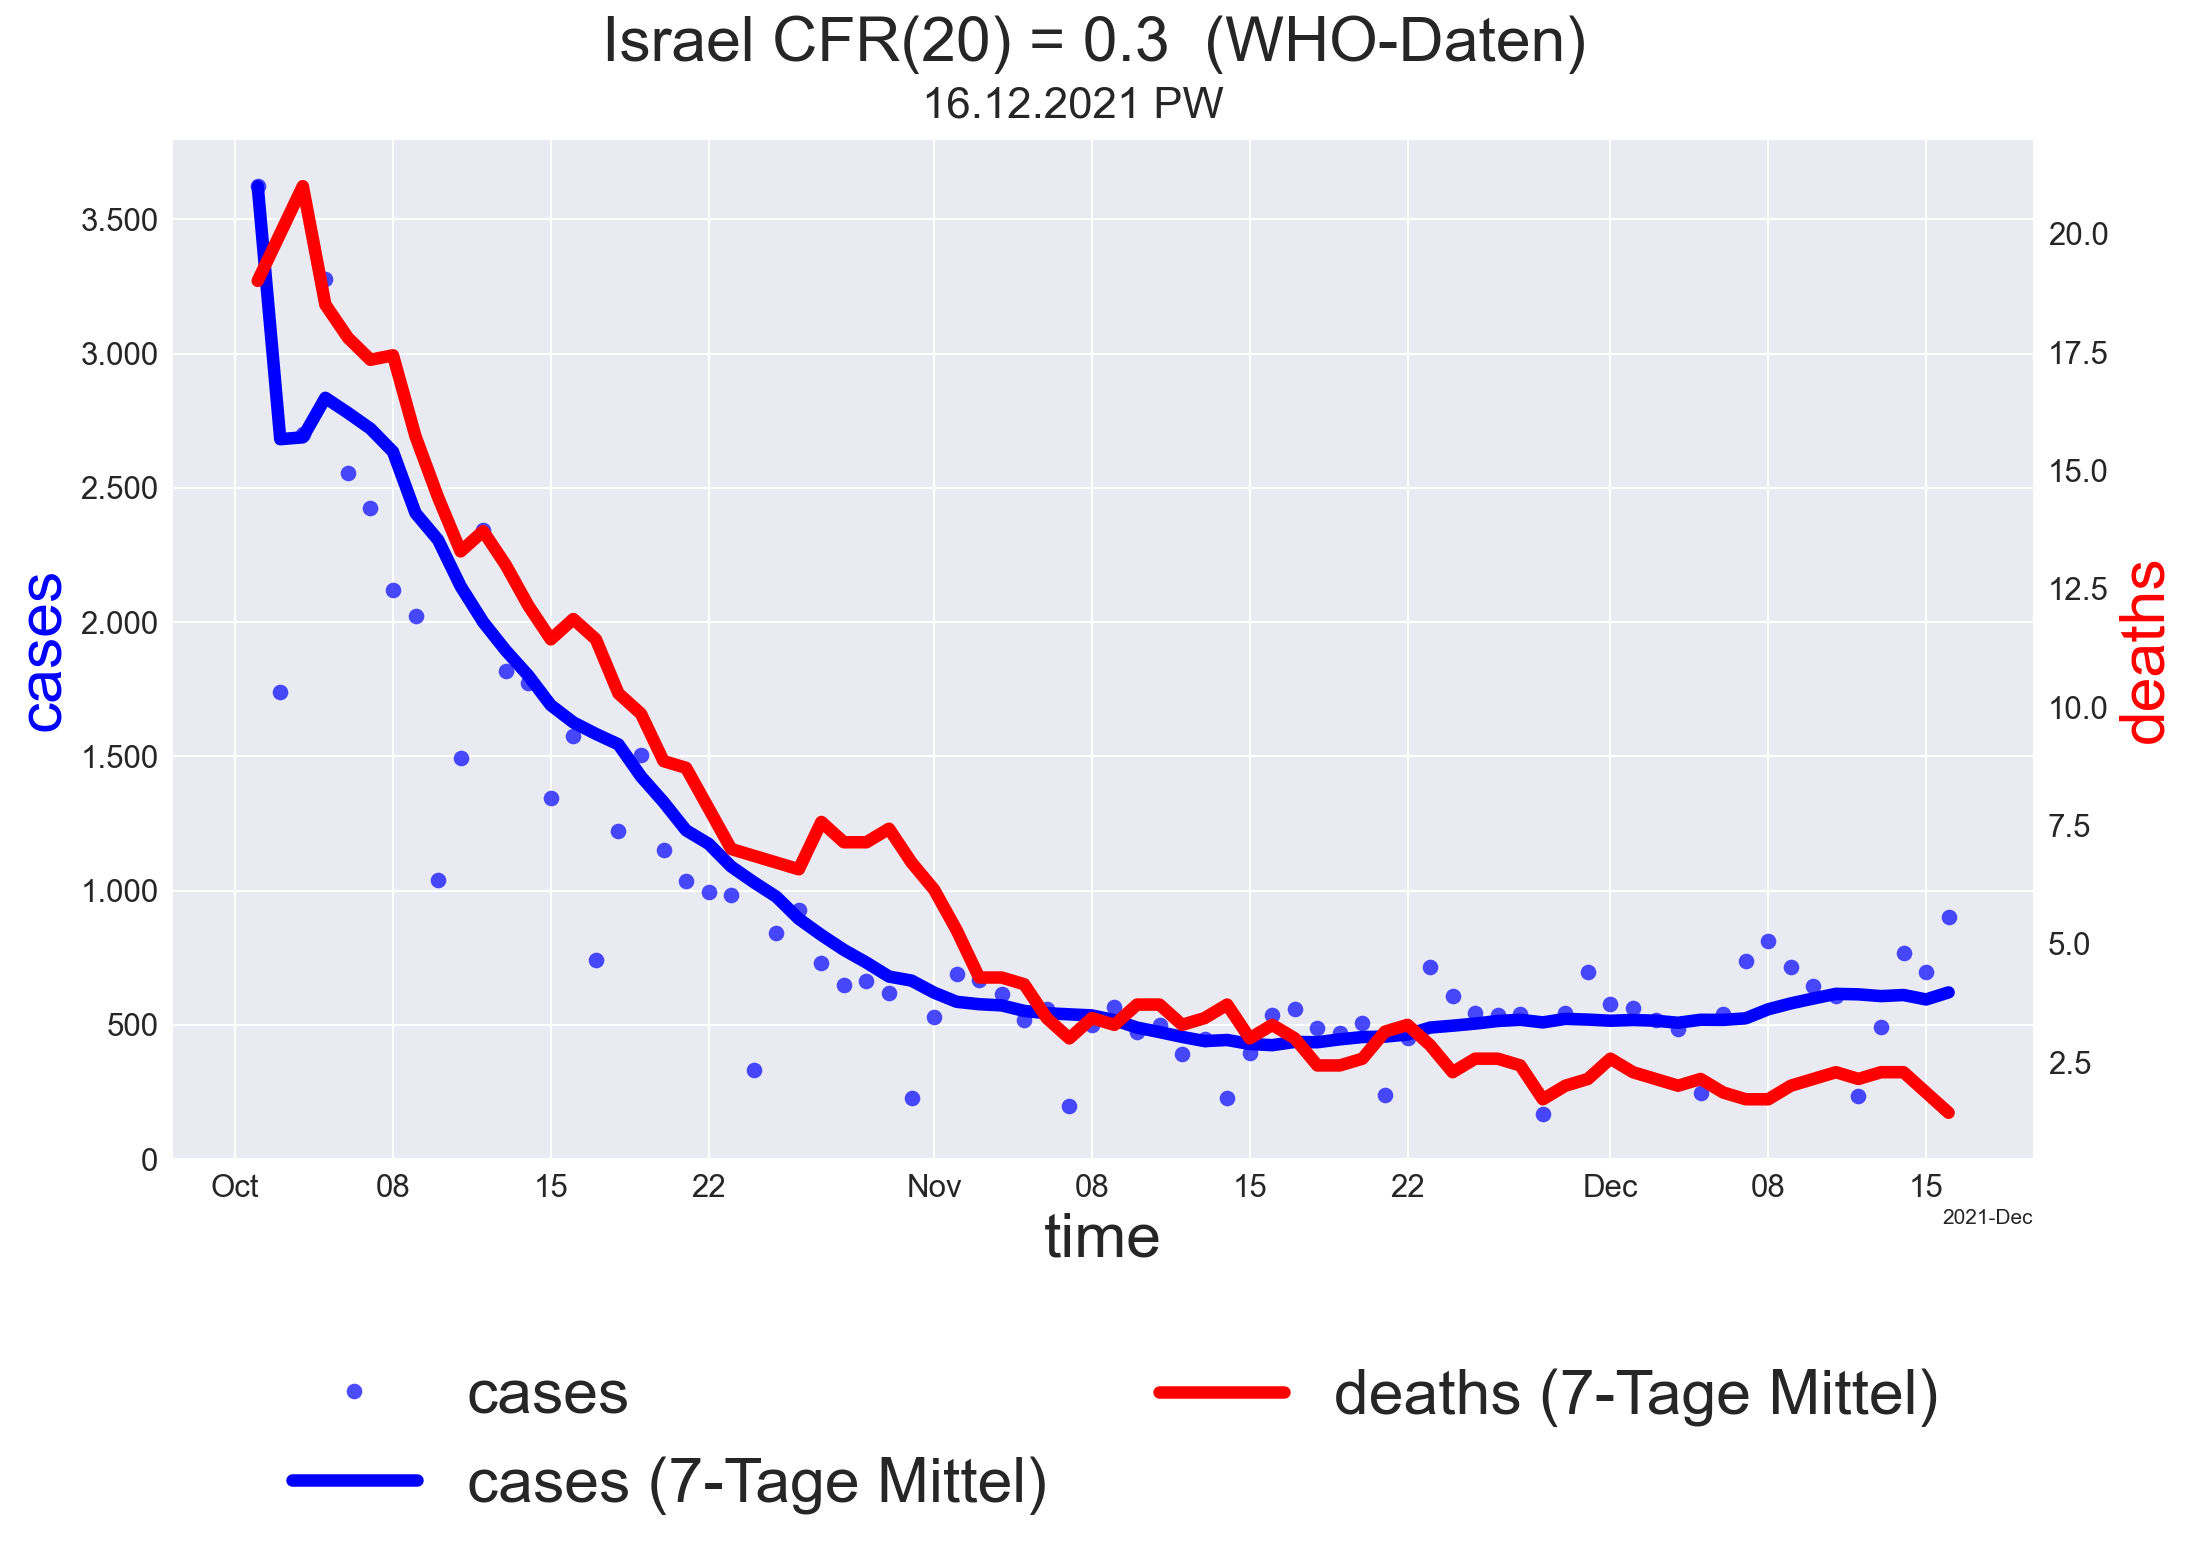 Israel CFR(20) = 0.3  (WHO-Daten)
16.12.2021 PW
cases
3.500
3.000
2.500
2.000
1.500
1.000
500
0
deaths
20.0
17.5
15.0
12.5
10.0
7.5
5.0
2.5
Oct 08 15 22 Nov 08 15 22 Dec 08 15
2021-Dec
time
cases
cases (7-Tage Mittel)
deaths (7-Tage Mittel)